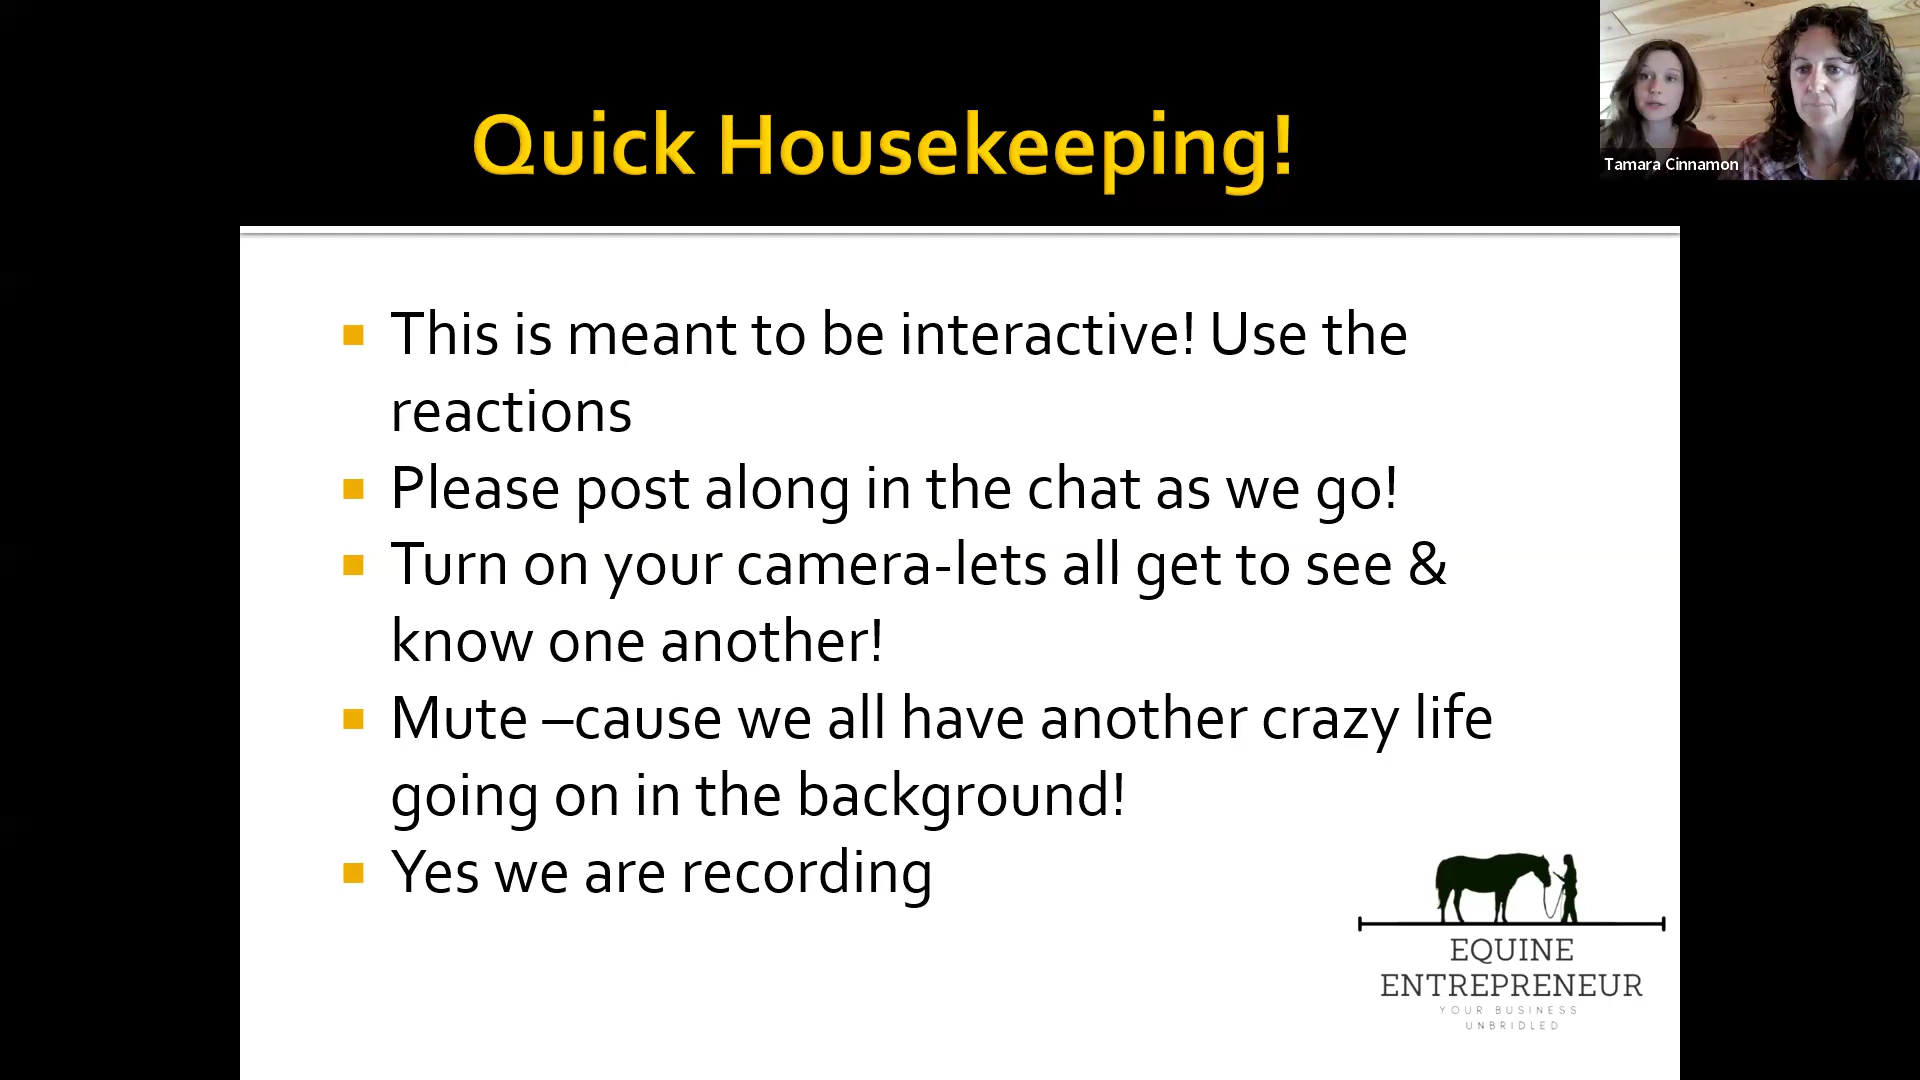 Quick Housekeeping!
Tamara Cinnamon
This is meant to be interactive! Use the
reactions
Please post along in the chat as we go!
Turn on your camera-lets all get to see &
know one another!
Mute –cause we all have another crazy life
going on in the background!
Yes we are recording
EQUINE
ENTREPRENEUR
YOUR BUSINESS
UNBRIDLED